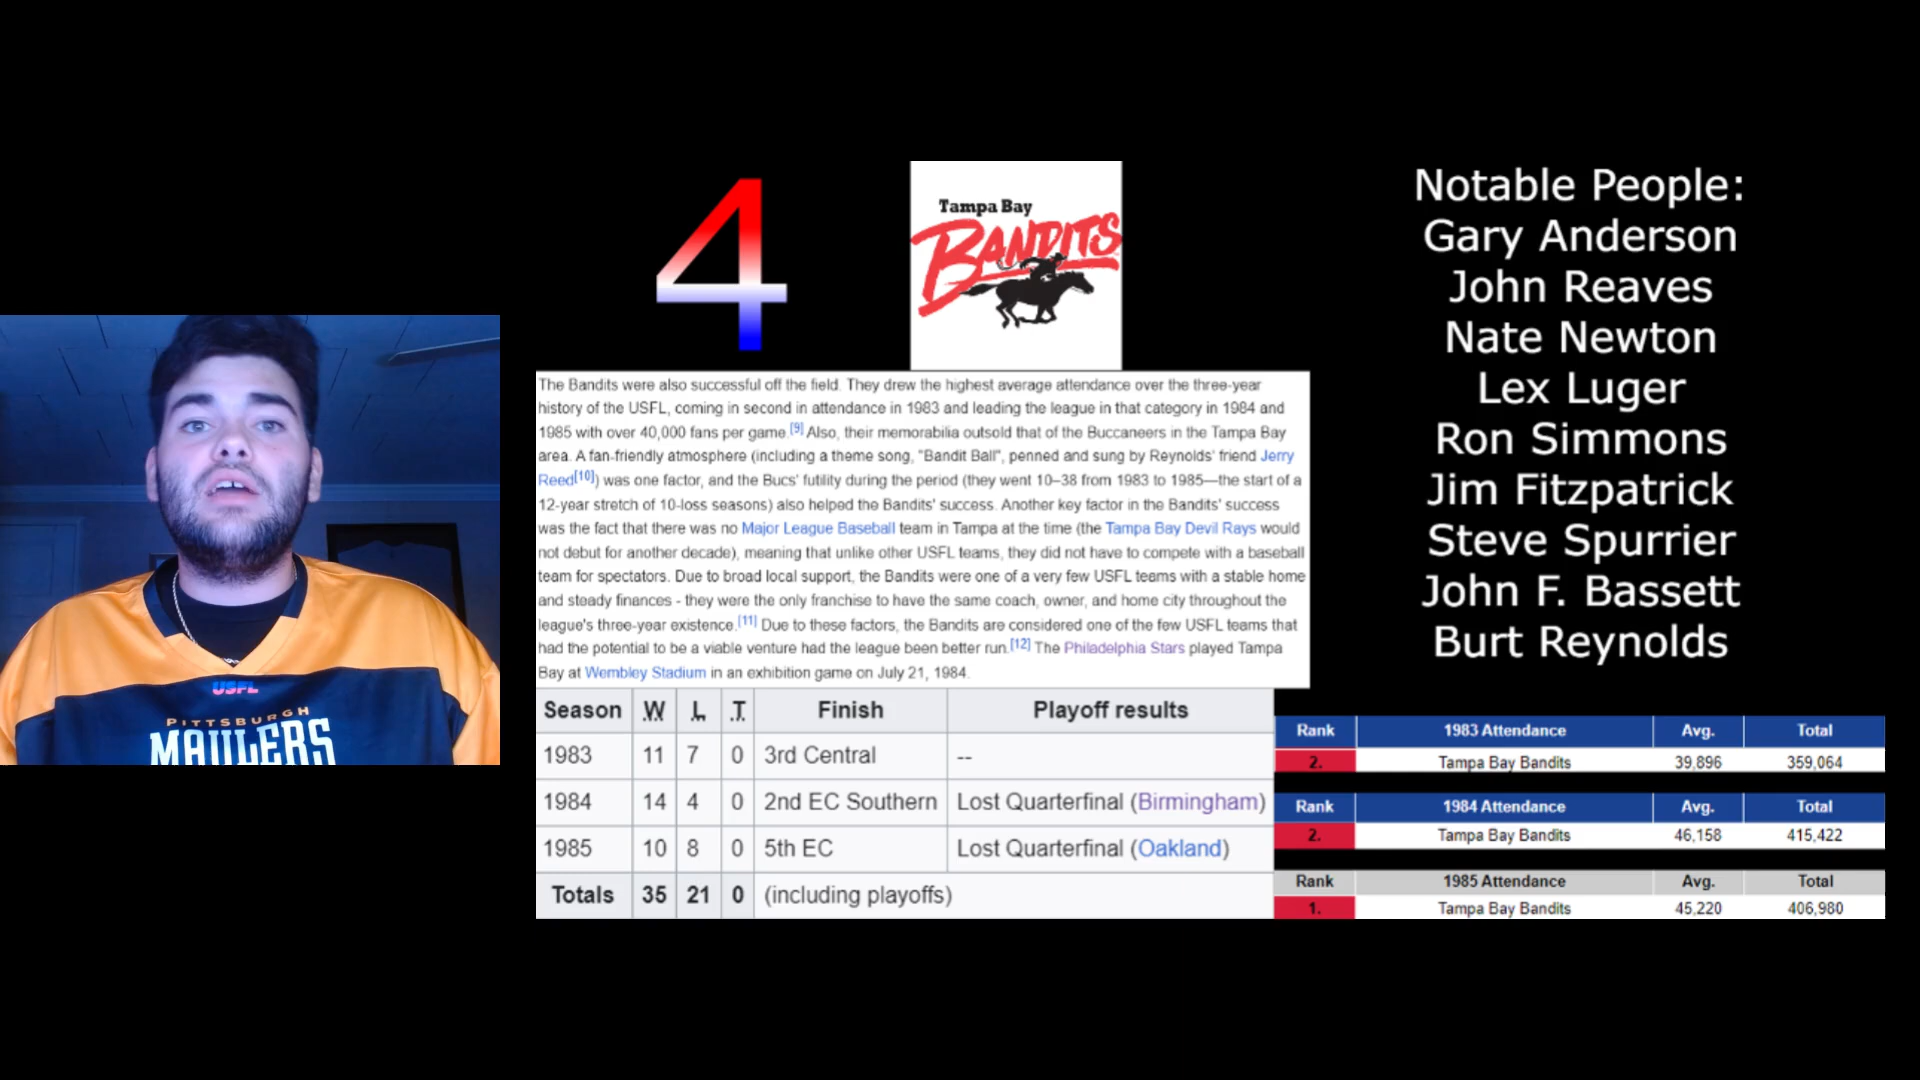 4
Tampa Bay
BANDITS
Notable People:
Gary Anderson
John Reaves
Nate Newton
Lex Luger
Ron Simmons
Jim Fitzpatrick
Steve Spurrier
John F. Bassett
Burt Reynolds
The Bandits were also successful off the field. They drew the highest average attendance over the three-year
history of the USFL, coming in second in attendance in 1983 and leading the league in that category in 1984 and
1985 with over 40,000 fans per game.[9] Also, their memorabilia outsold that of the Buccaneers in the Tampa Bay
area. A fan-friendly atmosphere (including a theme song, "Bandit Ball", penned and sung by Reynolds' friend Jerry
Reed[10]) was one factor, and the Bucs' futility during the period (they went 10–38 from 1983 to 1985—the start of a
12-year stretch of 10-loss seasons) also helped the Bandits' success. Another key factor in the Bandits' success
was the fact that there was no Major League Baseball team in Tampa at the time (the Tampa Bay Devil Rays would
not debut for another decade), meaning that unlike other USFL teams, they did not have to compete with a baseball
team for spectators. Due to broad local support, the Bandits were one of a very few USFL teams with a stable home
and steady finances - they were the only franchise to have the same coach, owner, and home city throughout the
league's three-year existence.[11] Due to these factors, the Bandits are considered one of the few USFL teams that
had the potential to be a viable venture had the league been better run.[12] The Philadelphia Stars played Tampa
Bay at Wembley Stadium in an exhibition game on July 21, 1984.
USFL
PITTSBURGH
MAULERS
Season W L T Finish Playoff results
1983 11 7 0 3rd Central --
1984 14 4 0 2nd EC Southern Lost Quarterfinal (Birmingham)
1985 10 8 0 5th EC Lost Quarterfinal (Oakland)
Totals 35 21 0 (including playoffs)
Rank 1983 Attendance Avg. Total
2. Tampa Bay Bandits 39,896 359,064
Rank 1984 Attendance Avg. Total
2. Tampa Bay Bandits 46,158 415,422
Rank 1985 Attendance Avg. Total
1. Tampa Bay Bandits 45,220 406,980